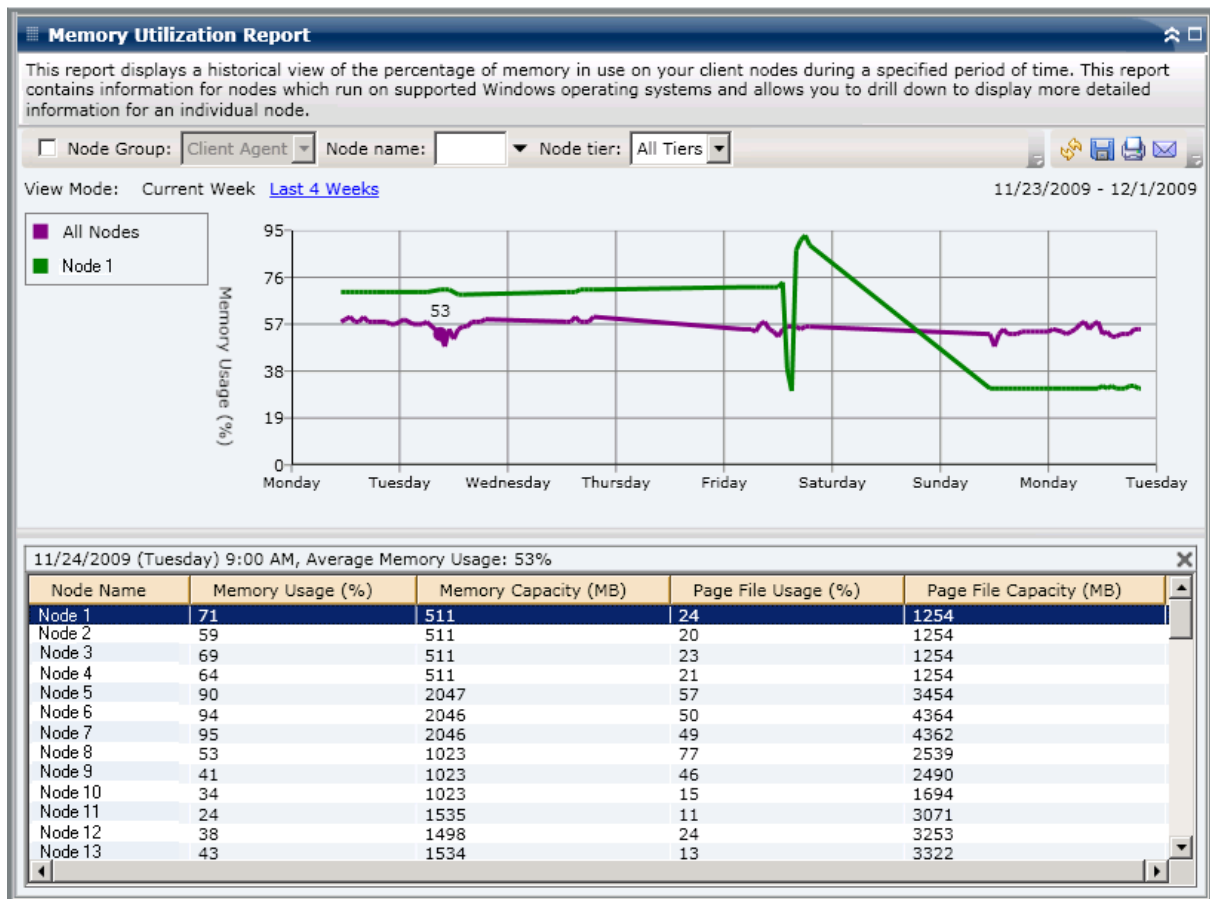 Memory Utilization Report
This report displays a historical view of the percentage of memory in use on your client nodes during a specified period of time. This report
contains information for nodes which run on supported Windows operating systems and allows you to drill down to display more detailed
information for an individual node.
Node Group: Client Agent Node name: Node tier: All Tiers
View Mode: Current Week Last 4 Weeks 11/23/2009 - 12/1/2009
All Nodes
Node 1
Memory Usage (%)
95
76
57
38
19
0
53
Monday Tuesday Wednesday Thursday Friday Saturday Sunday Monday Tuesday
11/24/2009 (Tuesday) 9:00 AM, Average Memory Usage: 53%
Node Name Memory Usage (%) Memory Capacity (MB) Page File Usage (%) Page File Capacity (MB)
Node 1 71 511 24 1254
Node 2 59 511 20 1254
Node 3 69 511 23 1254
Node 4 64 511 21 1254
Node 5 90 2047 57 3454
Node 6 94 2046 50 4364
Node 7 95 2046 49 4362
Node 8 53 1023 77 2539
Node 9 41 1023 46 2490
Node 10 34 1023 15 1694
Node 11 24 1535 11 3071
Node 12 38 1498 24 3253
Node 13 43 1534 13 3322